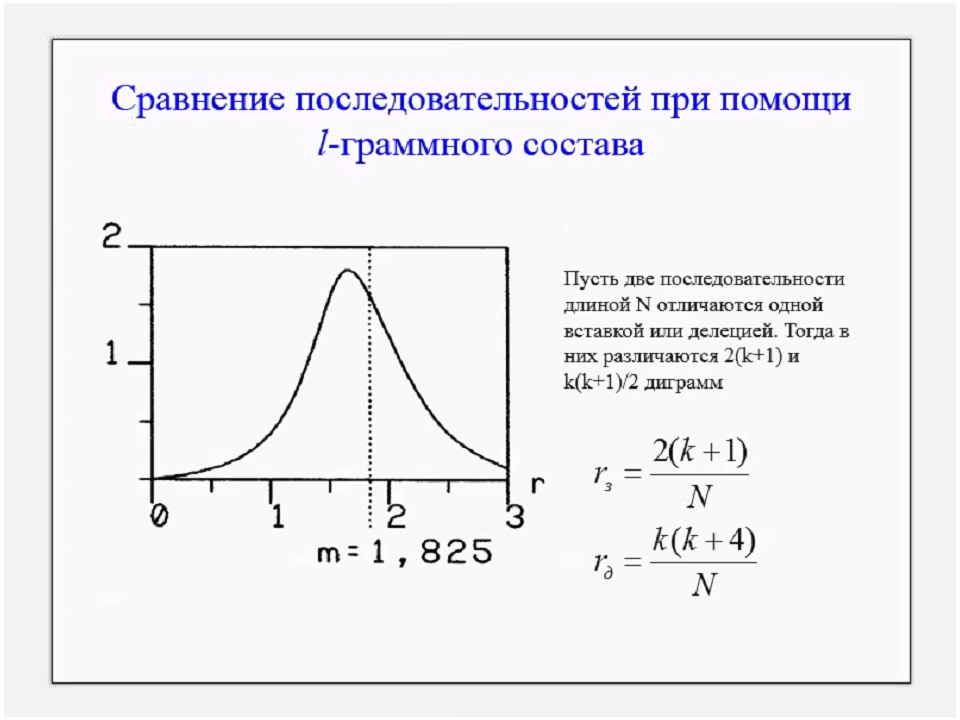 Сравнение последовательностей при помощи
l-граммного состава
2
1
0 1 2 3
r
m = 1,825
Пусть две последовательности
длиной N отличаются одной
вставкой или делецией. Тогда в
них различаются 2(k+1) и
k(k+1)/2 диграмм
r_з = 2(k+1)/N
r_д = k(k+4)/N